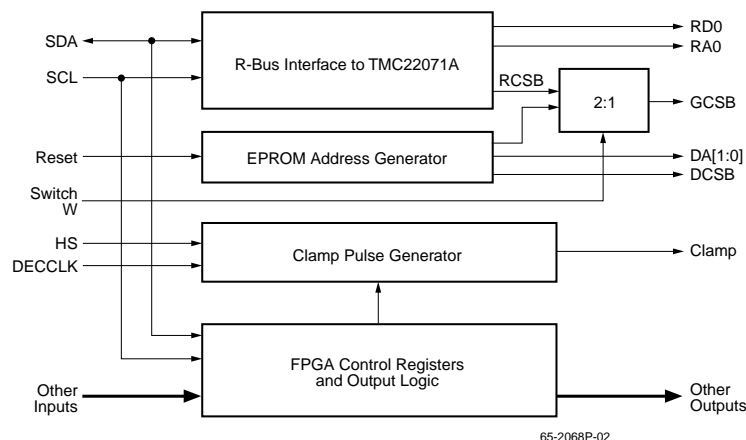 SDA
SCL
R-Bus Interface to TMC22071A
RD0
RA0
RCSB
2:1
GCSB
Reset
EPROM Address Generator
DA[1:0]
DCSB
Switch
W
HS
DECCLK
Clamp Pulse Generator
Clamp
FPGA Control Registers
and Output Logic
Other
Inputs
Other
Outputs
65-2068P-02